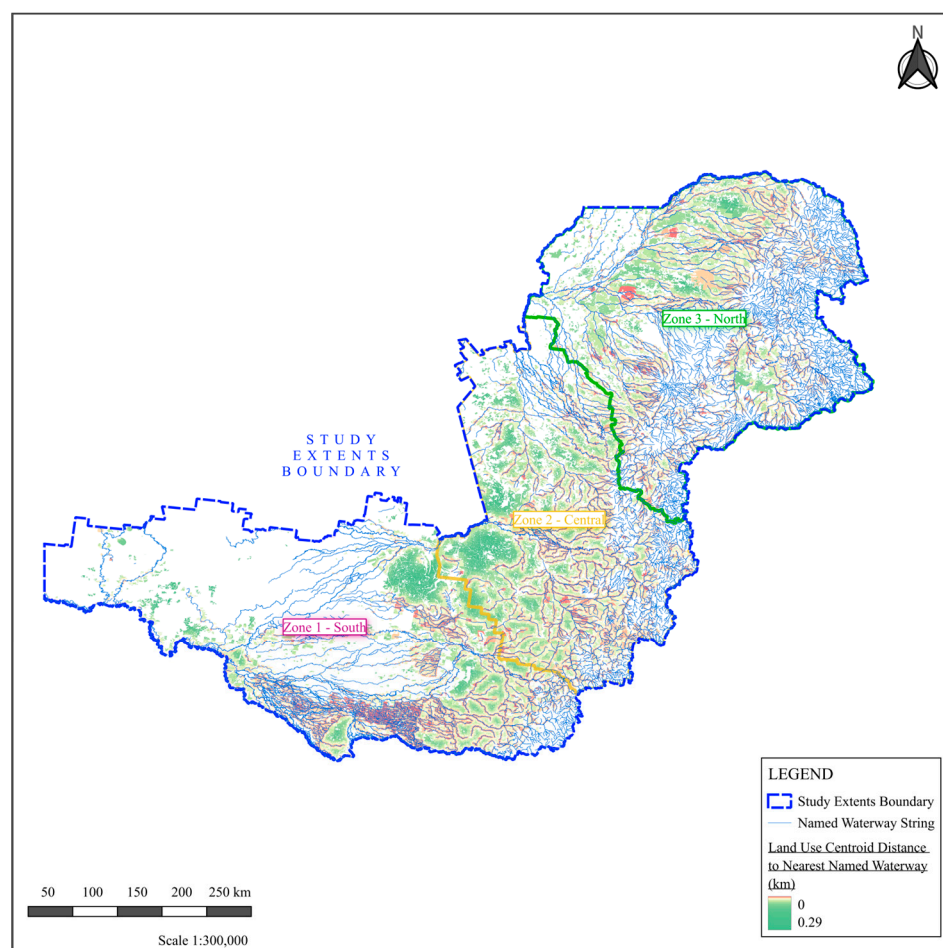 N
Zone 3 - North
STUDY
EXTENTS
BOUNDARY
Zone 2 - Central
Zone 1 - South
LEGEND
Study Extents Boundary
Named Waterway String
Land Use Centroid Distance
to Nearest Named Waterway
(km)
0
0.29
50 100 150 200 250 km
Scale 1:300,000